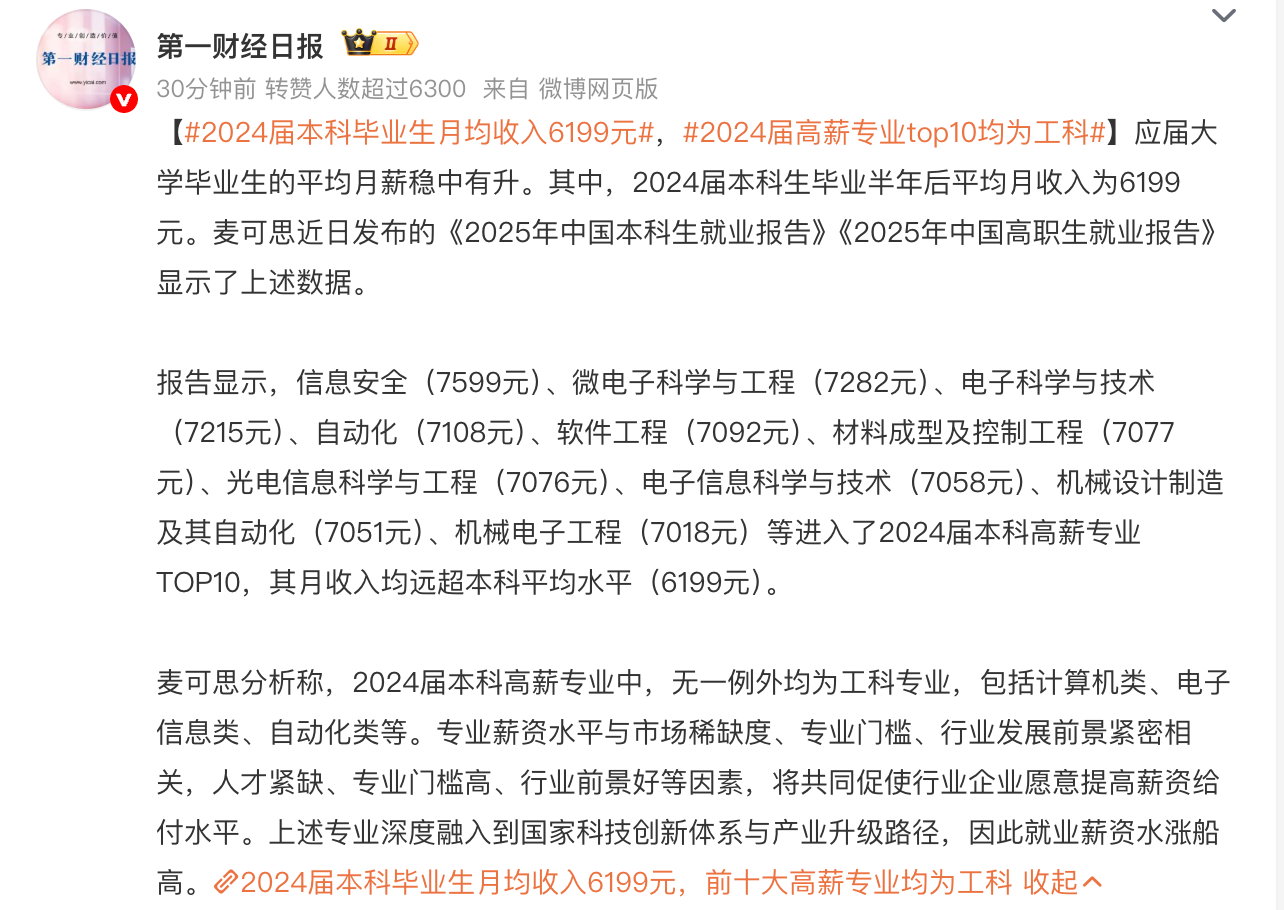 专/业/创/造/价/值
第一财经日报
www.yicai.com
第一财经日报 II
30分钟前 转赞人数超过6300 来自 微博网页版
【#2024届本科毕业生月均收入6199元#，#2024届高薪专业top10均为工科#】应届大
学毕业生的平均月薪稳中有升。其中，2024届本科生毕业半年后平均月收入为6199
元。麦可思近日发布的《2025年中国本科生就业报告》《2025年中国高职生就业报告》
显示了上述数据。
报告显示，信息安全（7599元）、微电子科学与工程（7282元）、电子科学与技术
（7215元）、自动化（7108元）、软件工程（7092元）、材料成型及控制工程（7077
元）、光电信息科学与工程（7076元）、电子信息科学与技术（7058元）、机械设计制造
及其自动化（7051元）、机械电子工程（7018元）等进入了2024届本科高薪专业
TOP10，其月收入均远超本科平均水平（6199元）。
麦可思分析称，2024届本科高薪专业中，无一例外均为工科专业，包括计算机类、电子
信息类、自动化类等。专业薪资水平与市场稀缺度、专业门槛、行业发展前景紧密相
关，人才紧缺、专业门槛高、行业前景好等因素，将共同促使行业企业愿意提高薪资给
付水平。上述专业深度融入到国家科技创新体系与产业升级路径，因此就业薪资水涨船
高。2024届本科毕业生月均收入6199元，前十大高薪专业均为工科 收起